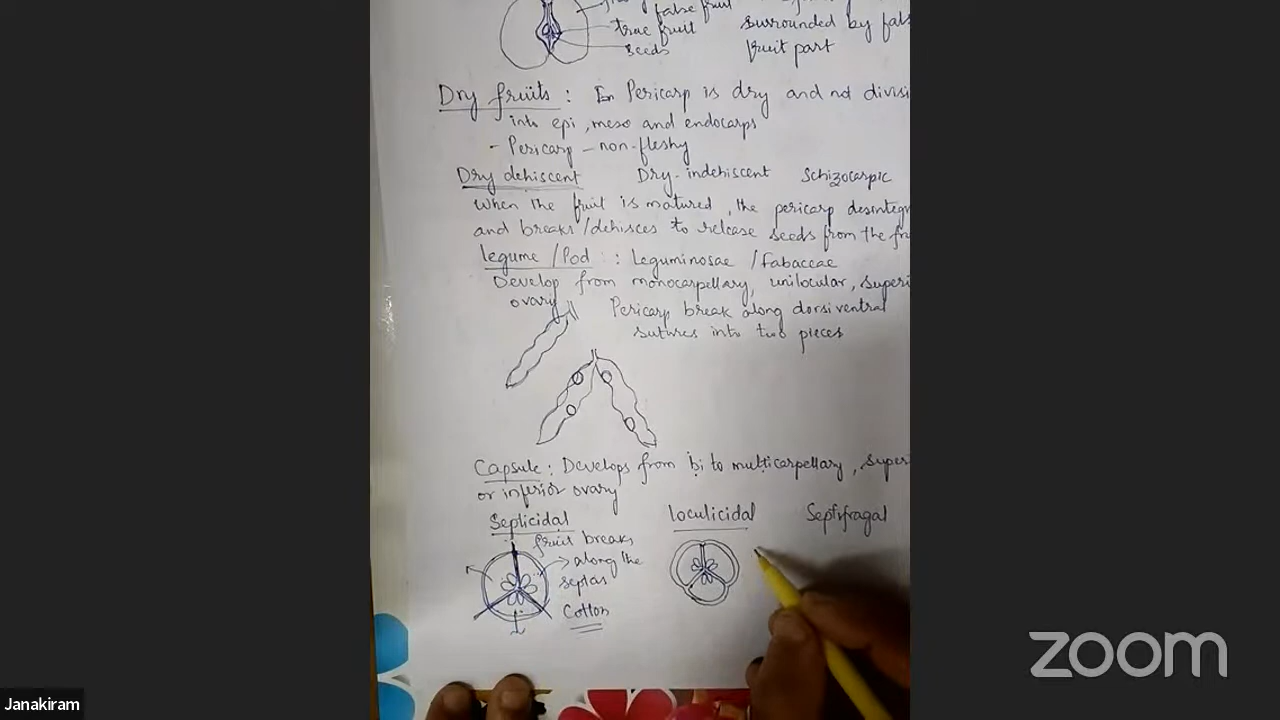 false fruit
true fruit
seeds
surrounded by fal
fruit part
Dry fruits : Pericarp is dry and not divisi
into epi, meso and endocarps
- Pericarp - non-fleshy
Dry dehiscent Dry-indehiscent Schizocarpic
When the fruit is matured, the pericarp desintegr
and breaks/dehisces to release seeds from the fr
legume/Pod : Leguminosae /Fabaceae
Develop from monocarpellary, unilocular, superi
ovary
Pericarp break along dorsiventral
sutures into two pieces
Capsule : Develops from bi to multicarpellary, superi
or inferior ovary
Septicidal loculicidal Septifragal
fruit breaks
along the
septas
Cotton
zoom
Janakiram